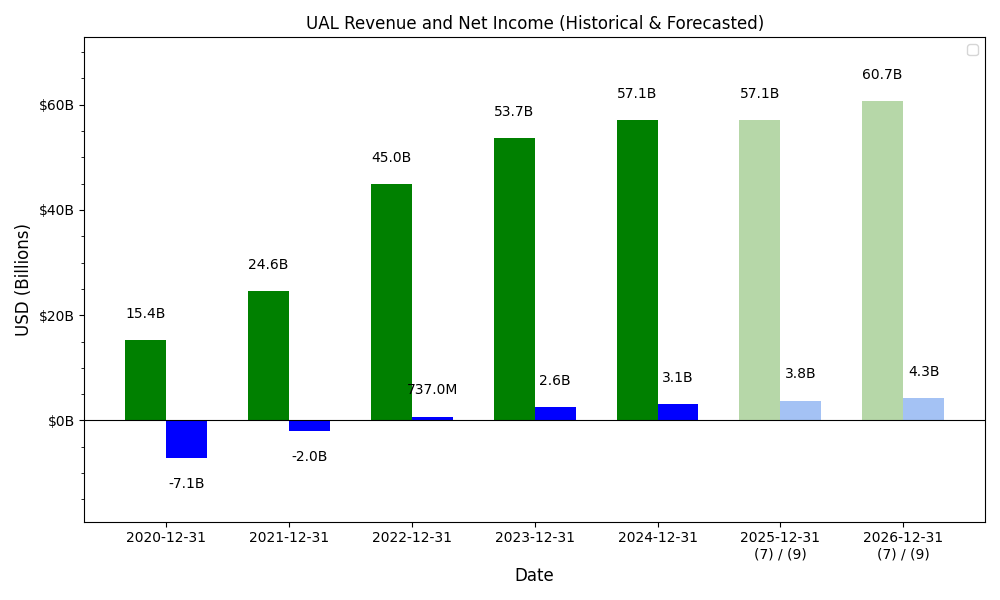 UAL Revenue and Net Income (Historical & Forecasted)
USD (Billions)
$60B
$40B
$20B
$0B
15.4B
-7.1B
24.6B
-2.0B
45.0B
737.0M
53.7B
2.6B
57.1B
3.1B
57.1B
3.8B
60.7B
4.3B
2020-12-31
2021-12-31
2022-12-31
2023-12-31
2024-12-31
2025-12-31
(7) / (9)
2026-12-31
(7) / (9)
Date